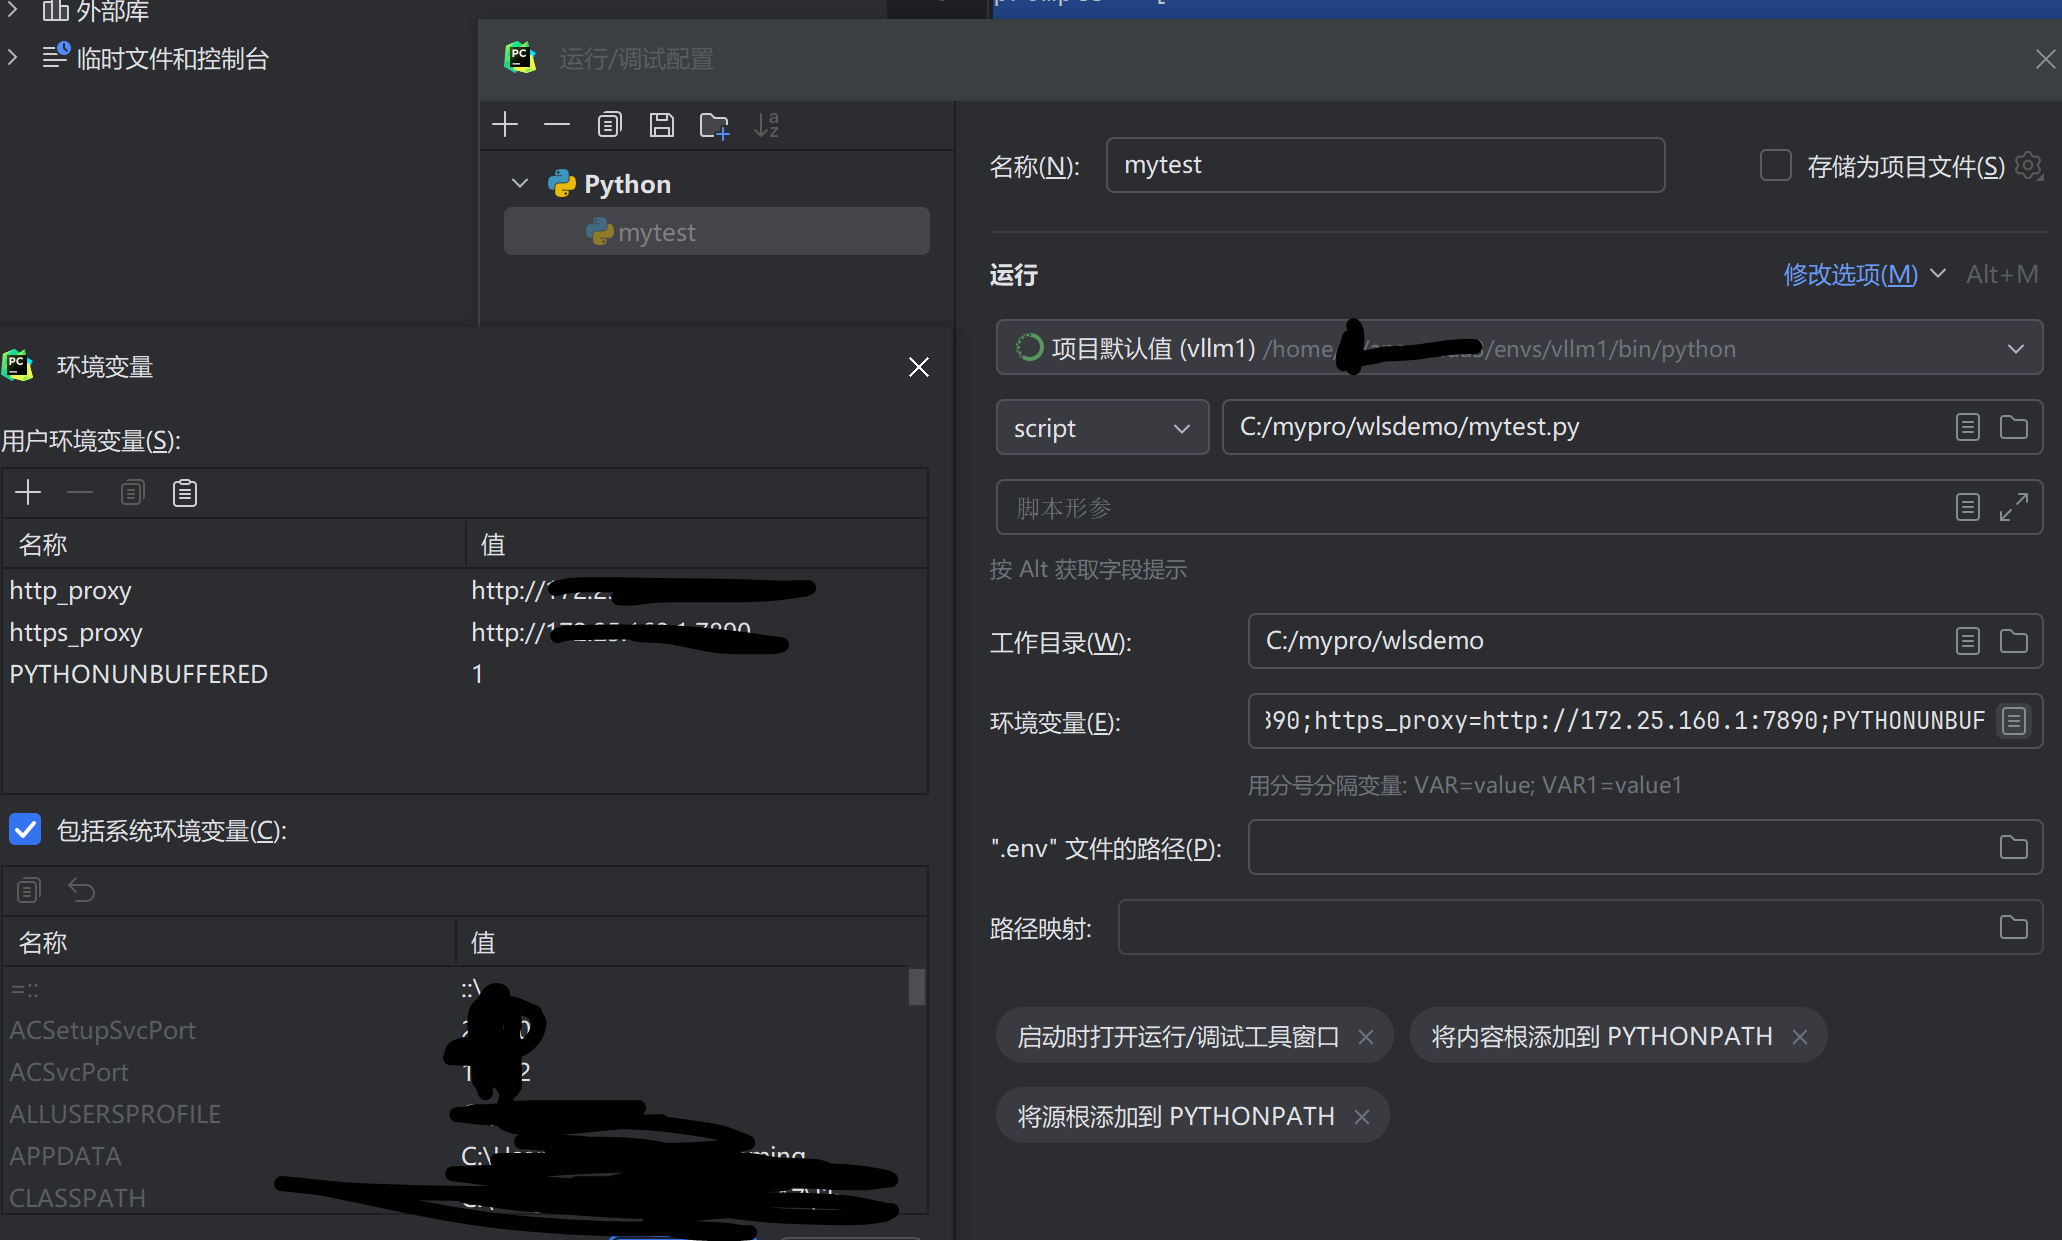 外部库
临时文件和控制台
运行/调试配置
Python
mytest
名称(N):
mytest
存储为项目文件(S)
运行
修改选项(M)
Alt+M
项目默认值 (vllm1) /home/ /envs/vllm1/bin/python
script
C:/mypro/wlsdemo/mytest.py
脚本形参
按 Alt 获取字段提示
工作目录(W):
C:/mypro/wlsdemo
环境变量(E):
390;https_proxy=http://172.25.160.1:7890;PYTHONUNBUF
用分号分隔变量: VAR=value; VAR1=value1
".env" 文件的路径(P):
路径映射:
启动时打开运行/调试工具窗口
将内容根添加到 PYTHONPATH
将源根添加到 PYTHONPATH
环境变量
用户环境变量(S):
名称 值
http_proxy http://
https_proxy http://
PYTHONUNBUFFERED 1
包括系统环境变量(C):
名称 值
=:: ::\
ACSetupSvcPort
ACSvcPort
ALLUSERSPROFILE
APPDATA C:\
CLASSPATH